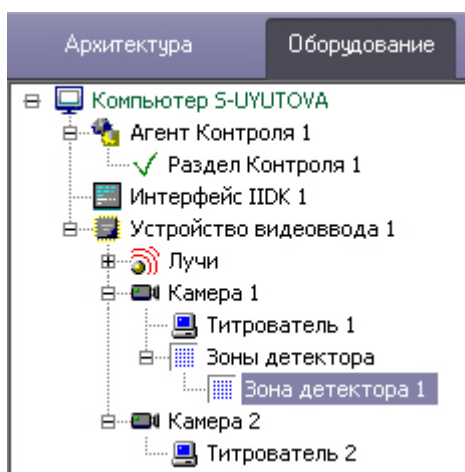 Архитектура Оборудование
Компьютер S-UYUTOVA
Агент Контроля 1
Раздел Контроля 1
Интерфейс IIDK 1
Устройство видеоввода 1
Лучи
Камера 1
Титрователь 1
Зоны детектора
Зона детектора 1
Камера 2
Титрователь 2